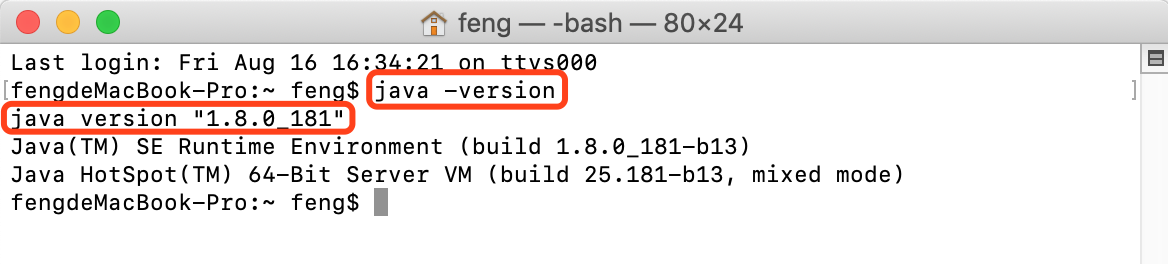 feng — -bash — 80×24
Last login: Fri Aug 16 16:34:21 on ttys000
[fengdeMacBook-Pro:~ feng$ java -version]
java version "1.8.0_181"
Java(TM) SE Runtime Environment (build 1.8.0_181-b13)
Java HotSpot(TM) 64-Bit Server VM (build 25.181-b13, mixed mode)
fengdeMacBook-Pro:~ feng$